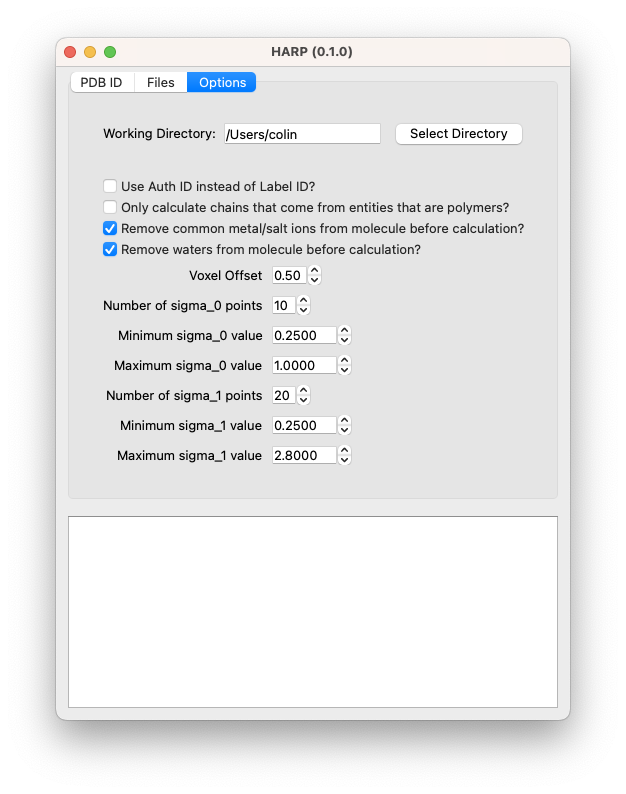 HARP (0.1.0)
PDB ID Files Options
Working Directory: /Users/colin Select Directory
Use Auth ID instead of Label ID?
Only calculate chains that come from entities that are polymers?
Remove common metal/salt ions from molecule before calculation?
Remove waters from molecule before calculation?
Voxel Offset 0.50
Number of sigma_0 points 10
Minimum sigma_0 value 0.2500
Maximum sigma_0 value 1.0000
Number of sigma_1 points 20
Minimum sigma_1 value 0.2500
Maximum sigma_1 value 2.8000